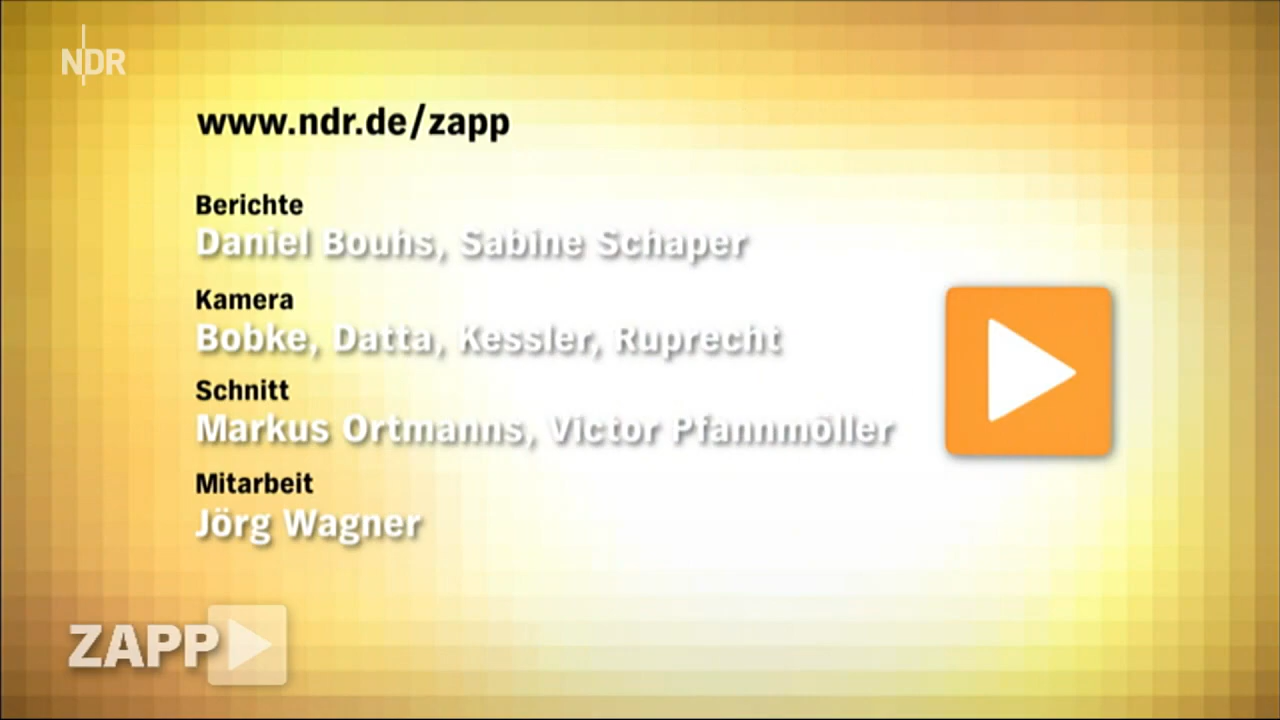 NDR
www.ndr.de/zapp
Berichte
Daniel Bouhs, Sabine Schaper
Kamera
Bobke, Datta, Kessler, Ruprecht
Schnitt
Markus Ortmanns, Victor Pfannmöller
Mitarbeit
Jörg Wagner
ZAPP